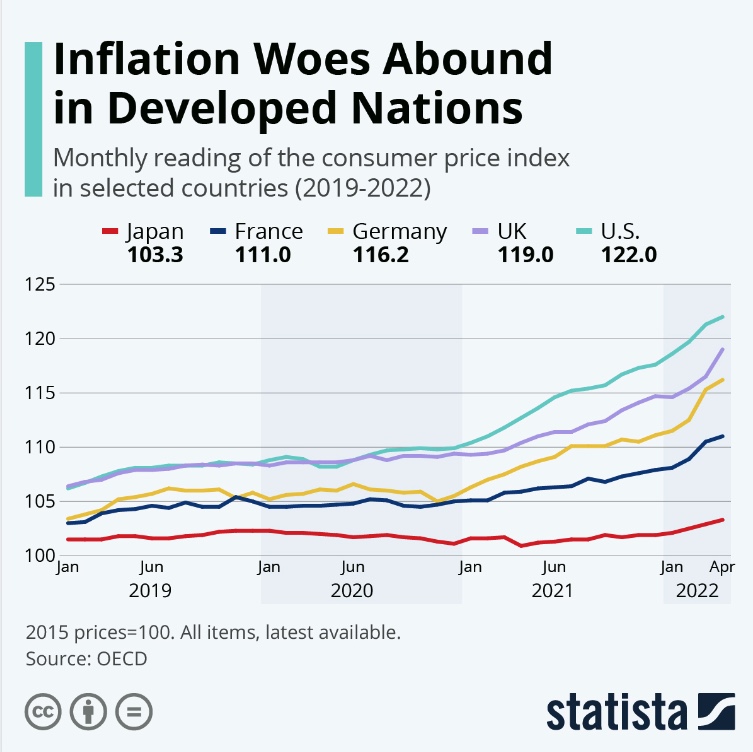 Inflation Woes Abound
in Developed Nations
Monthly reading of the consumer price index
in selected countries (2019-2022)
Japan France Germany UK U.S.
103.3 111.0 116.2 119.0 122.0
125
120
115
110
105
100
Jan Jun Jan Jun Jan Jun Jan Apr
2019 2020 2021 2022
2015 prices=100. All items, latest available.
Source: OECD
cc
statista